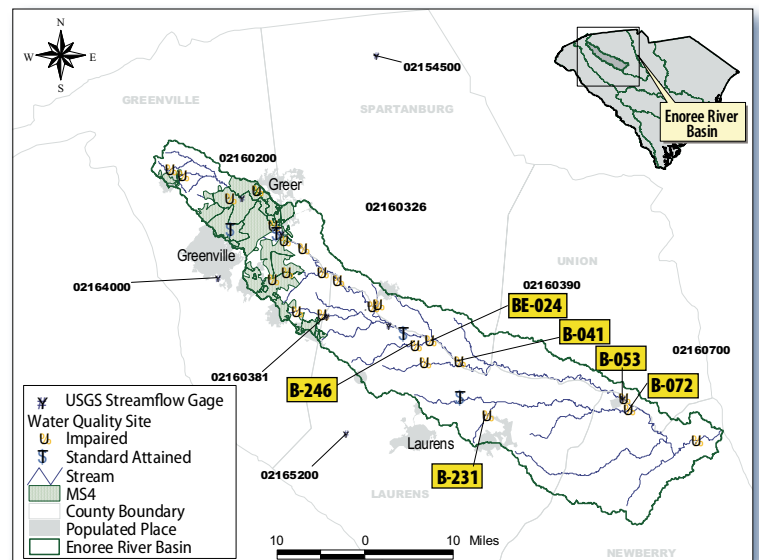 N
W E
S
02154500
GREENVILLE
SPARTANBURG
Enoree River
Basin
02160200
Greer
02160326
Greenville
UNION
02164000
02160390
BE-024
B-041
B-053
02160700
B-072
02160381
B-246
Laurens
B-231
02165200
LAURENS
NEWBERRY
USGS Streamflow Gage
Water Quality Site
U Impaired
Standard Attained
Stream
MS4
County Boundary
Populated Place
Enoree River Basin
10 0 10 Miles